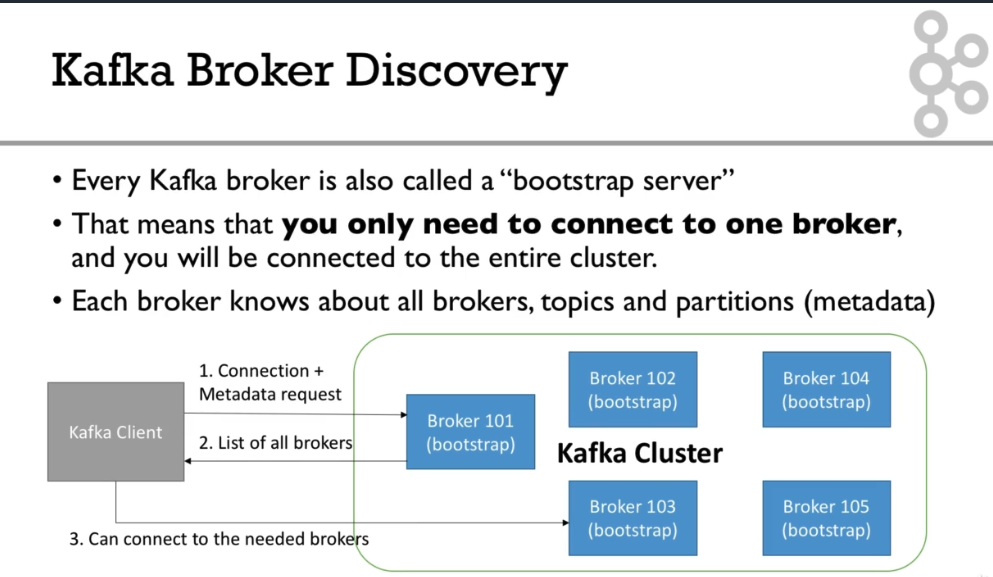 Kafka Broker Discovery
• Every Kafka broker is also called a “bootstrap server”
• That means that you only need to connect to one broker,
and you will be connected to the entire cluster.
• Each broker knows about all brokers, topics and partitions (metadata)
Kafka Client
1. Connection +
Metadata request
2. List of all brokers
3. Can connect to the needed brokers
Broker 101
(bootstrap)
Broker 102
(bootstrap)
Broker 104
(bootstrap)
Kafka Cluster
Broker 103
(bootstrap)
Broker 105
(bootstrap)